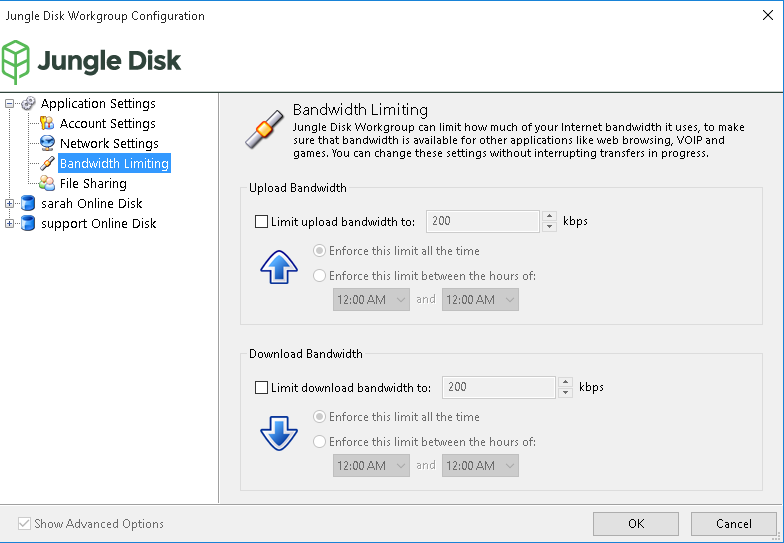 Jungle Disk Workgroup Configuration
Jungle Disk
Application Settings
Account Settings
Network Settings
Bandwidth Limiting
File Sharing
sarah Online Disk
support Online Disk
Bandwidth Limiting
Jungle Disk Workgroup can limit how much of your Internet bandwidth it uses, to make
sure that bandwidth is available for other applications like web browsing, VOIP and
games. You can change these settings without interrupting transfers in progress.
Upload Bandwidth
Limit upload bandwidth to: 200 kbps
Enforce this limit all the time
Enforce this limit between the hours of:
12:00 AM and 12:00 AM
Download Bandwidth
Limit download bandwidth to: 200 kbps
Enforce this limit all the time
Enforce this limit between the hours of:
12:00 AM and 12:00 AM
Show Advanced Options OK Cancel